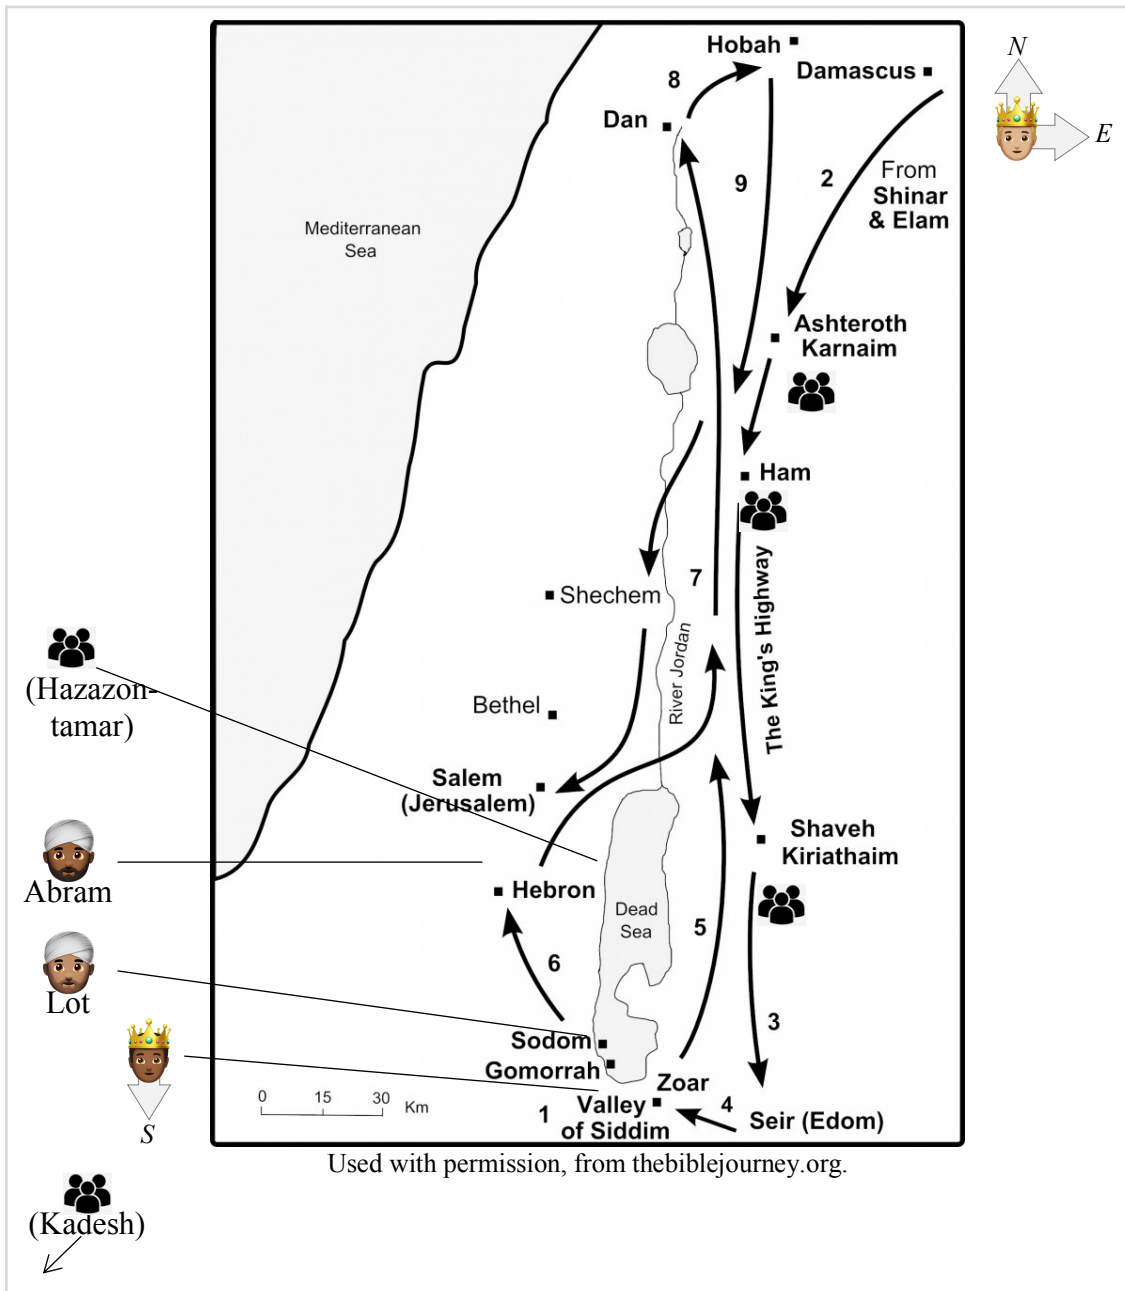 N
E
Hobah
Damascus
8
Dan
9
2
From
Shinar
& Elam
Mediterranean
Sea
Ashteroth
Karnaim
Ham
7
Shechem
The King's Highway
River Jordan
(Hazazon-
tamar)
Bethel
Salem
(Jerusalem)
Shaveh
Kiriathaim
Abram
Hebron
Dead
Sea
5
6
Lot
3
Sodom
Gomorrah
Zoar
0 15 30 Km
1
Valley
of Siddim
4
Seir (Edom)
S
Used with permission, from thebiblejourney.org.
(Kadesh)